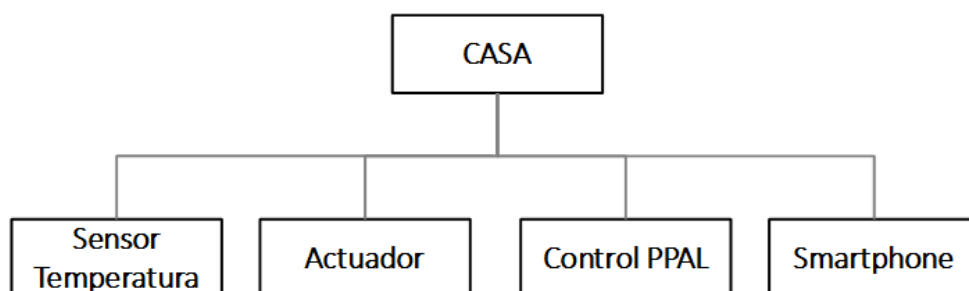 CASA
Sensor
Temperatura
Actuador
Control PPAL
Smartphone